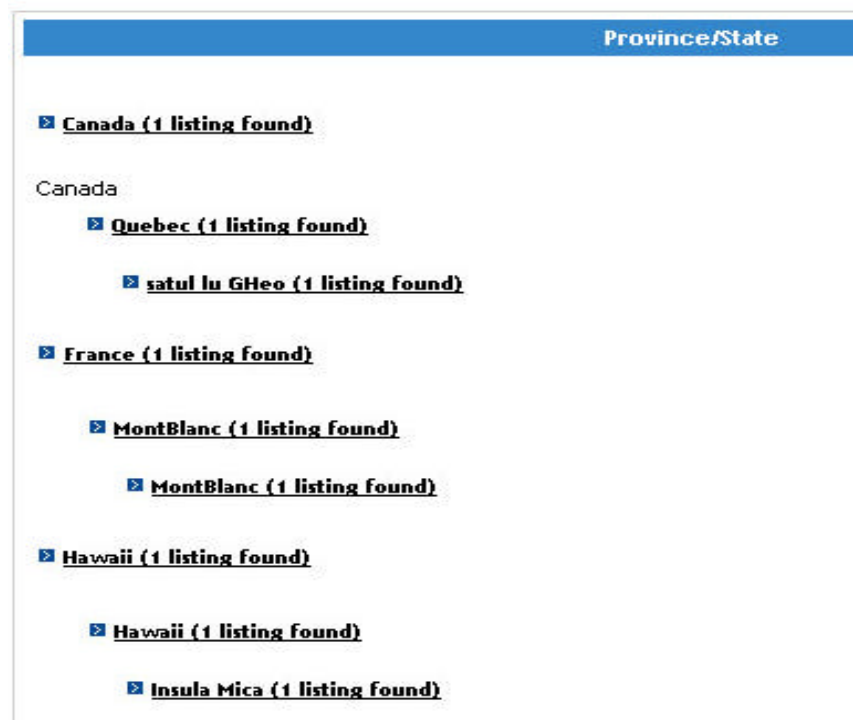 Province/State
Canada (1 listing found)
Canada
Quebec (1 listing found)
satul lu GHeo (1 listing found)
France (1 listing found)
MontBlanc (1 listing found)
MontBlanc (1 listing found)
Hawaii (1 listing found)
Hawaii (1 listing found)
Insula Mica (1 listing found)